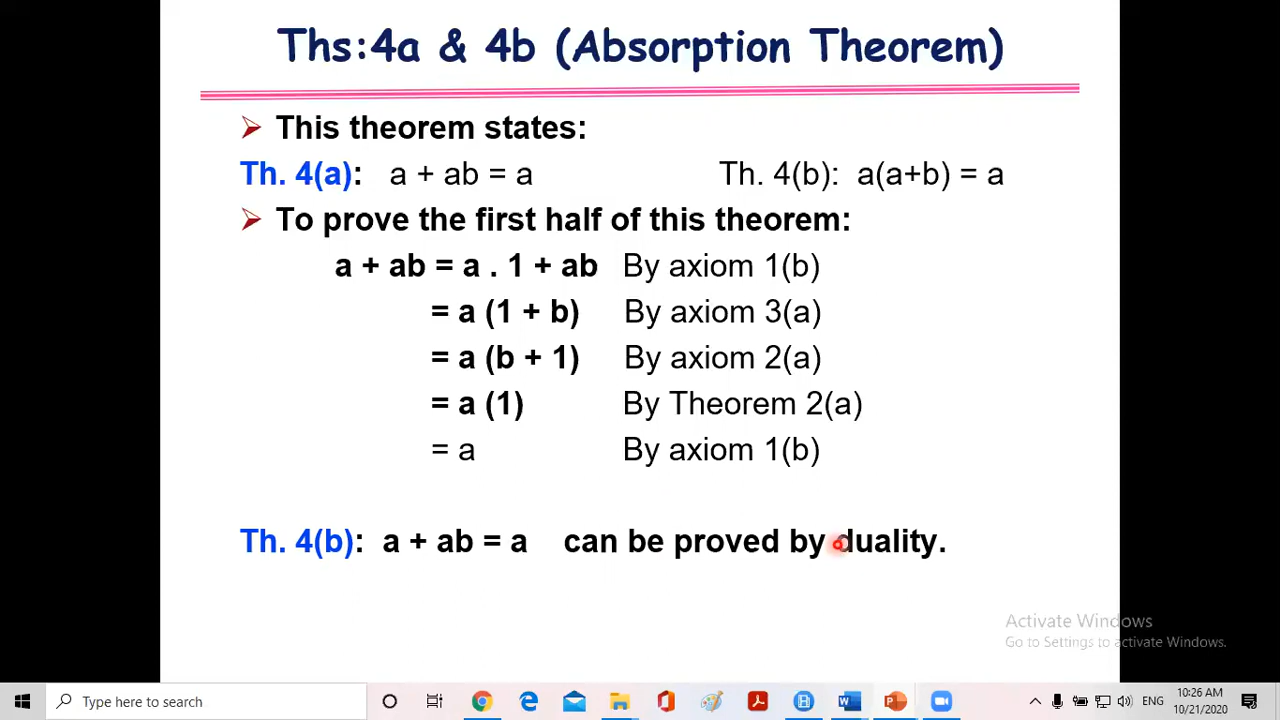 Ths:4a & 4b (Absorption Theorem)
This theorem states:
Th. 4(a): a + ab = a Th. 4(b): a(a+b) = a
To prove the first half of this theorem:
a + ab = a . 1 + ab By axiom 1(b)
= a (1 + b) By axiom 3(a)
= a (b + 1) By axiom 2(a)
= a (1) By Theorem 2(a)
= a By axiom 1(b)
Th. 4(b): a + ab = a can be proved by duality.
Activate Windows
Go to Settings to activate Windows.
Type here to search
ENG
10:26 AM
10/21/2020